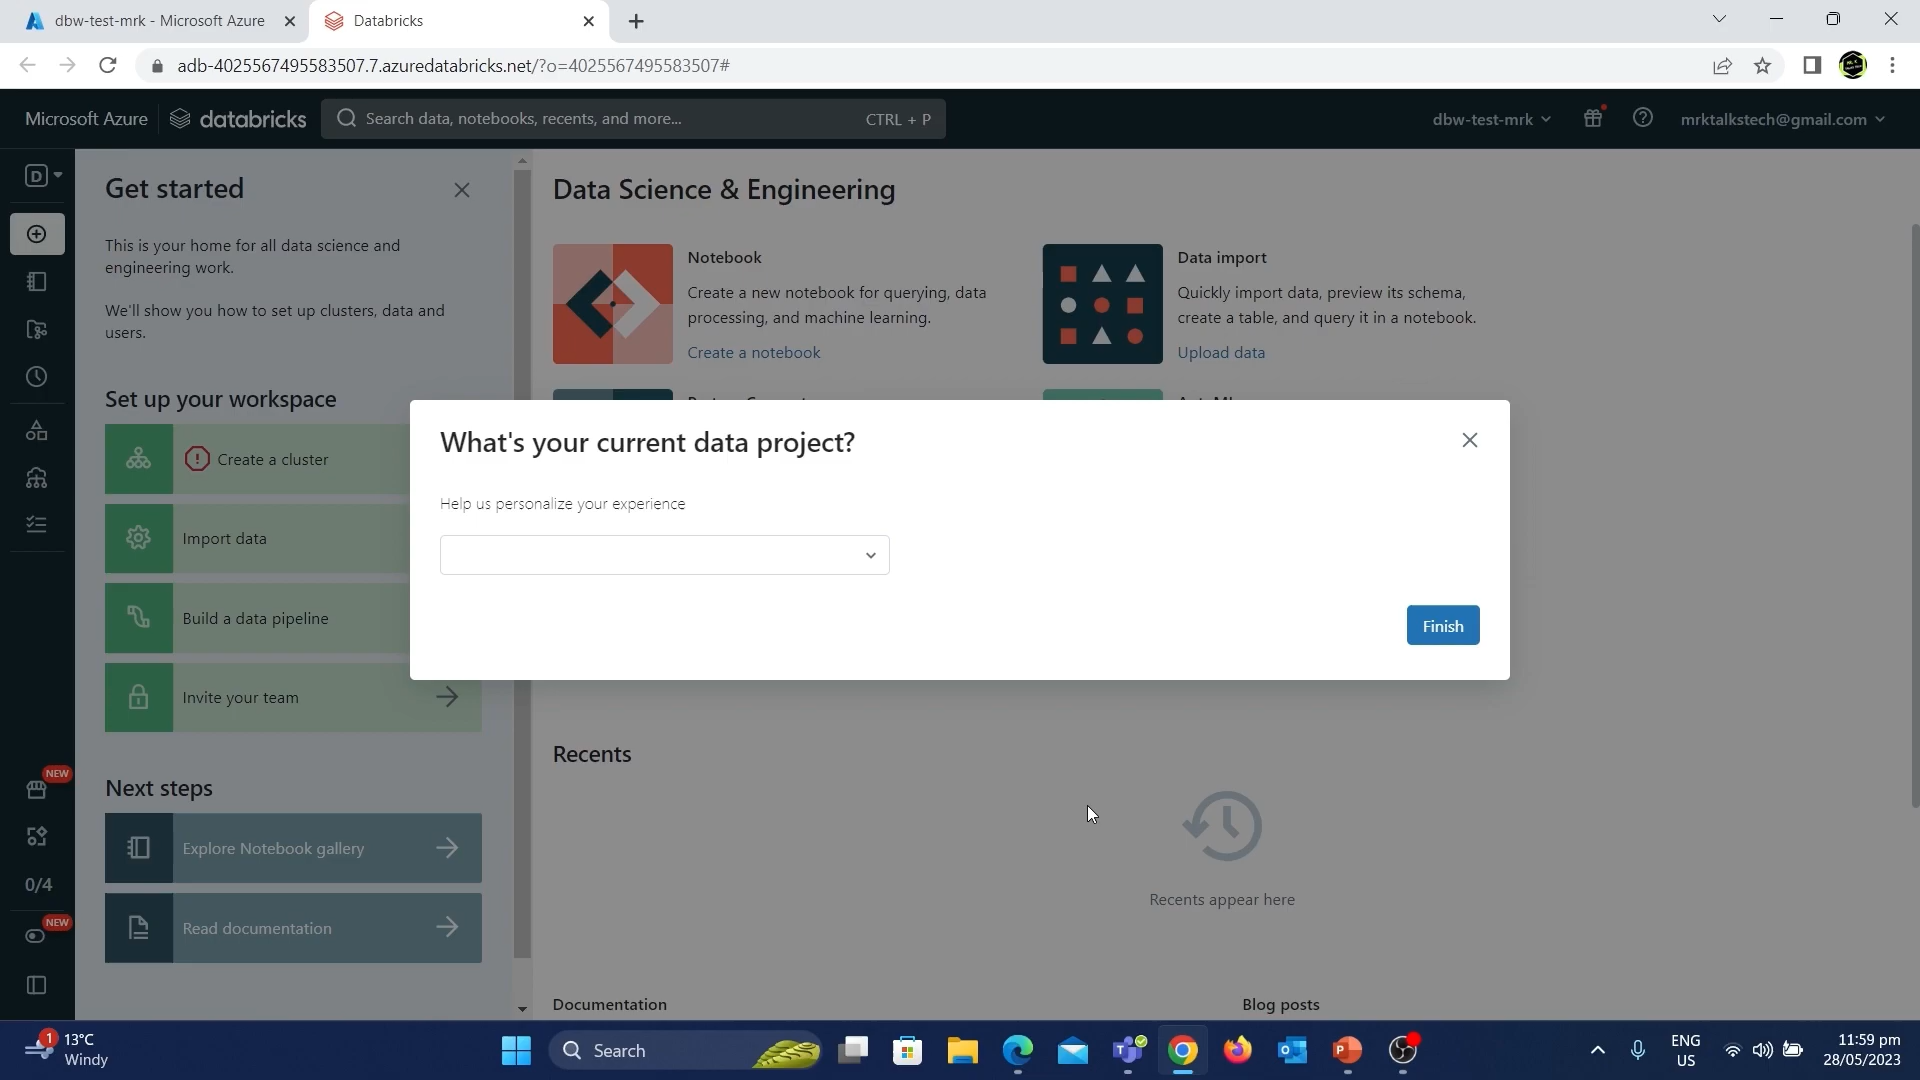 dbw-test-mrk - Microsoft Azure
Databricks
adb-4025567495583507.7.azuredatabricks.net/?o=4025567495583507#
Microsoft Azure
databricks
Search data, notebooks, recents, and more...
CTRL + P
dbw-test-mrk
mrktalkstech@gmail.com
D
Get started
This is your home for all data science and
engineering work.
We'll show you how to set up clusters, data and
users.
Set up your workspace
Create a cluster
Import data
Build a data pipeline
Invite your team
Next steps
Explore Notebook gallery
Read documentation
NEW
0/4
NEW
Data Science & Engineering
Notebook
Create a new notebook for querying, data
processing, and machine learning.
Create a notebook
Data import
Quickly import data, preview its schema,
create a table, and query it in a notebook.
Upload data
What's your current data project?
Help us personalize your experience
Finish
Recents
Recents appear here
Documentation
Blog posts
1
13°C
Windy
Search
ENG
US
11:59 pm
28/05/2023